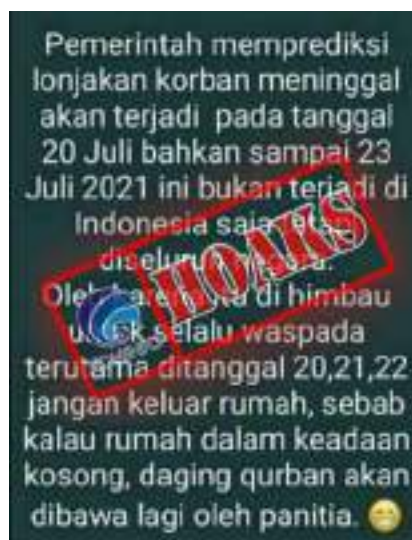 Pemerintah memprediksi
lonjakan korban meninggal
akan terjadi pada tanggal
20 Juli bahkan sampai 23
Juli 2021 ini bukan terjadi di
Indonesia saja
HOAKS
di himbau
selalu waspada
terutama ditanggal 20,21,22
jangan keluar rumah, sebab
kalau rumah dalam keadaan
kosong, daging qurban akan
dibawa lagi oleh panitia. 😁